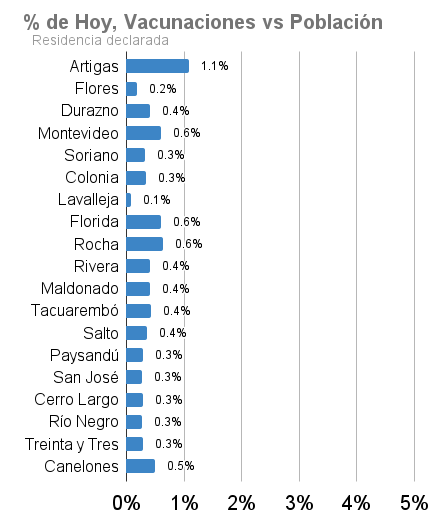 % de Hoy, Vacunaciones vs Población
Residencia declarada
Artigas 1.1%
Flores 0.2%
Durazno 0.4%
Montevideo 0.6%
Soriano 0.3%
Colonia 0.3%
Lavalleja 0.1%
Florida 0.6%
Rocha 0.6%
Rivera 0.4%
Maldonado 0.4%
Tacuarembó 0.4%
Salto 0.4%
Paysandú 0.3%
San José 0.3%
Cerro Largo 0.3%
Río Negro 0.3%
Treinta y Tres 0.3%
Canelones 0.5%
0% 1% 2% 3% 4% 5%